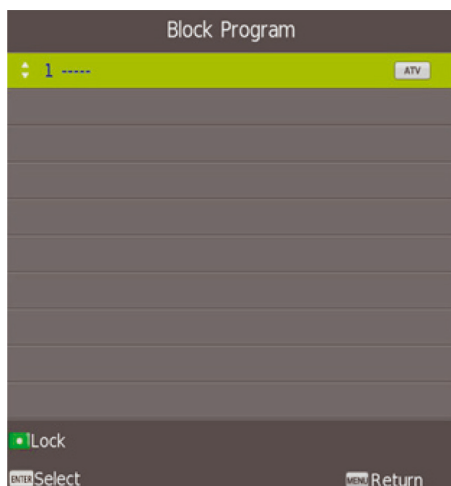 Block Program
1 ----- ATV
Lock
ENTER Select MENU Return